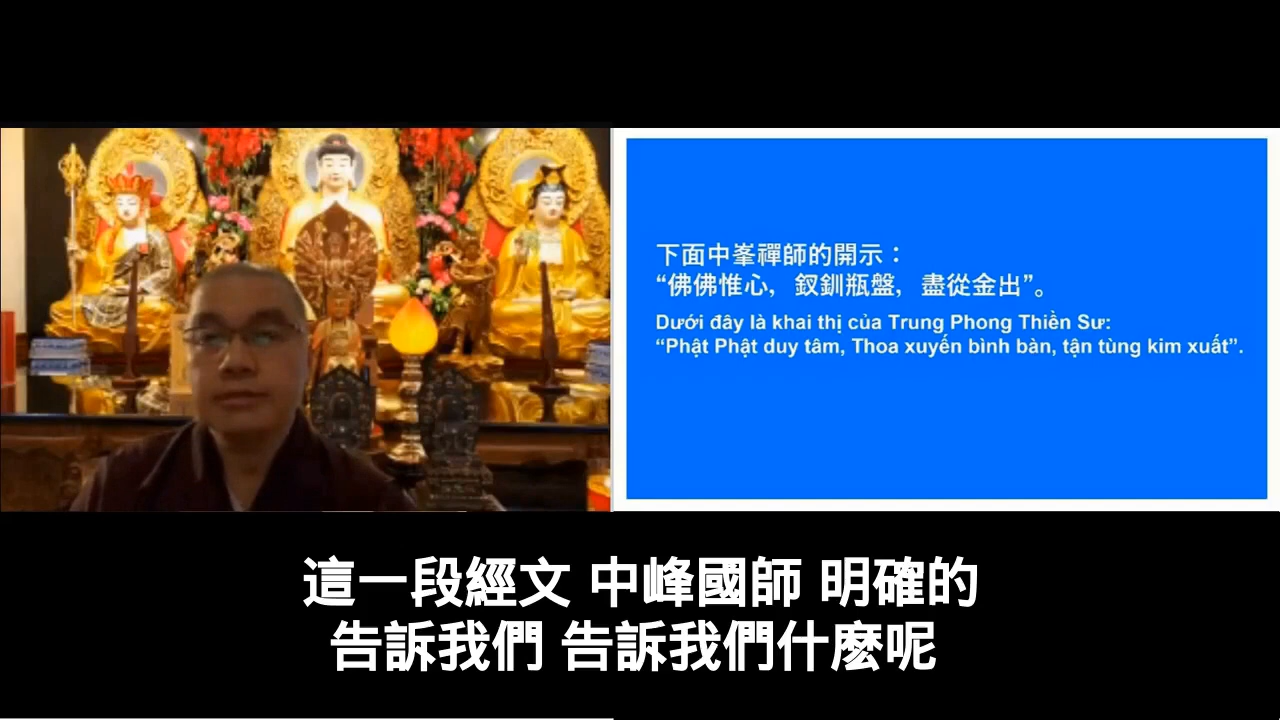 下面中峯禪師的開示：
“佛佛惟心，釵釧瓶盤，盡從金出”。
Dưới đây là khai thị của Trung Phong Thiền Sư:
“Phật Phật duy tâm, Thoa xuyến bình bàn, tận tùng kim xuất”.
這一段經文 中峰國師 明確的
告訴我們 告訴我們什麼呢